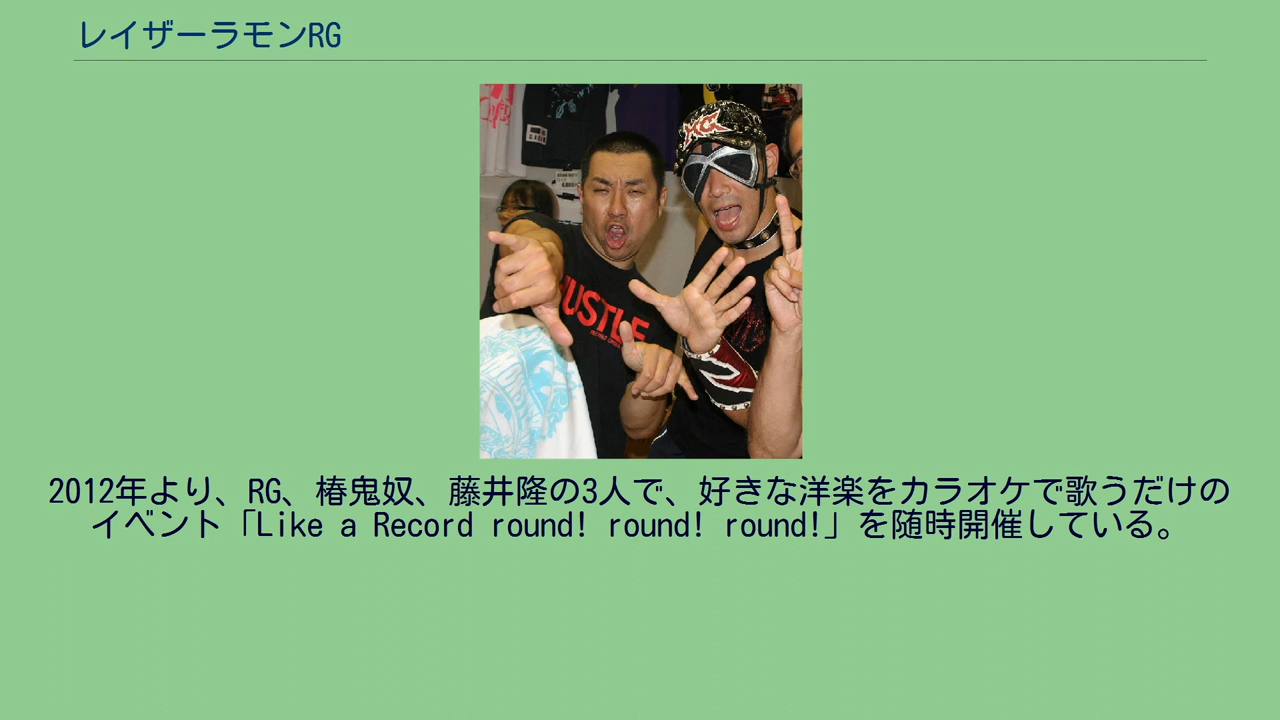 レイザーラモンRG
RG
HUSTLE
2012年より、RG、椿鬼奴、藤井隆の3人で、好きな洋楽をカラオケで歌うだけの
イベント「Like a Record round! round! round!」を随時開催している。